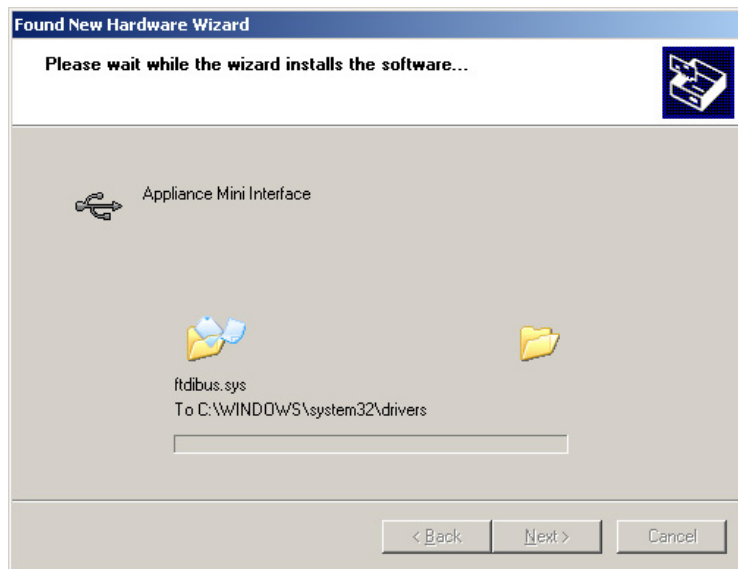 Found New Hardware Wizard
Please wait while the wizard installs the software...
Appliance Mini Interface
ftdibus.sys
To C:\WINDOWS\system32\drivers
< Back
Next >
Cancel